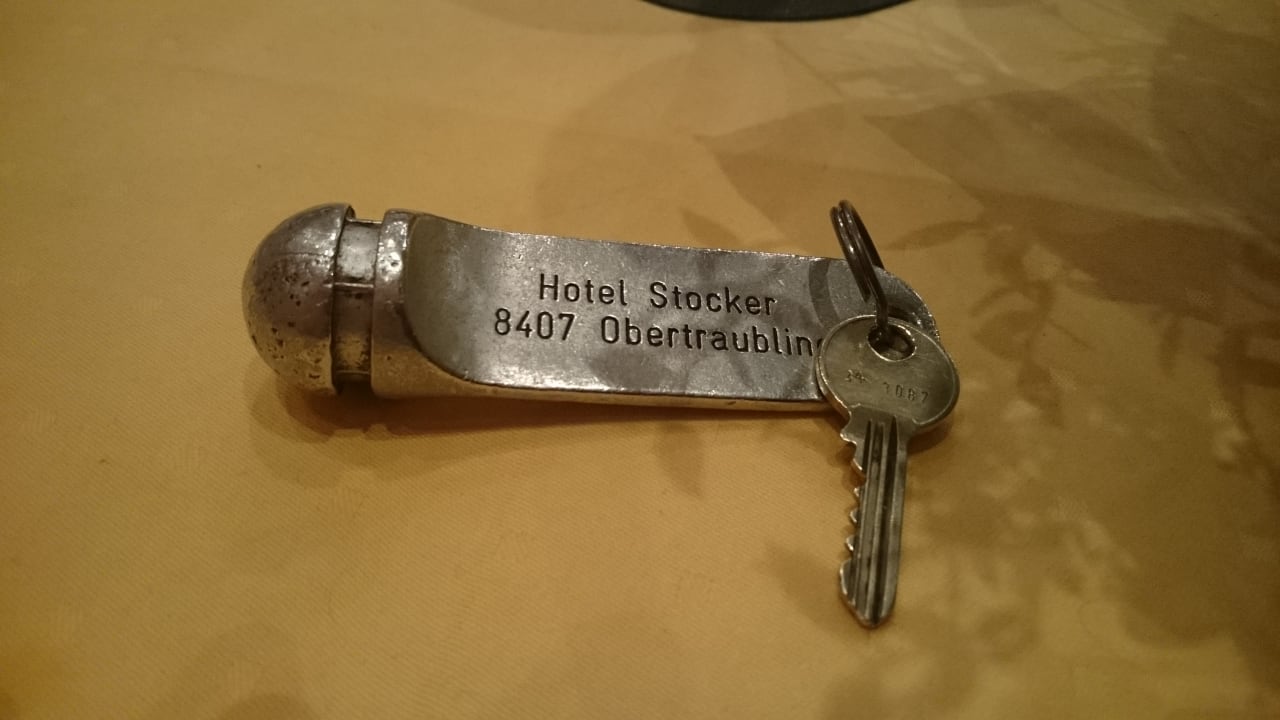 Hotel Stocker
8407 Obertraubling